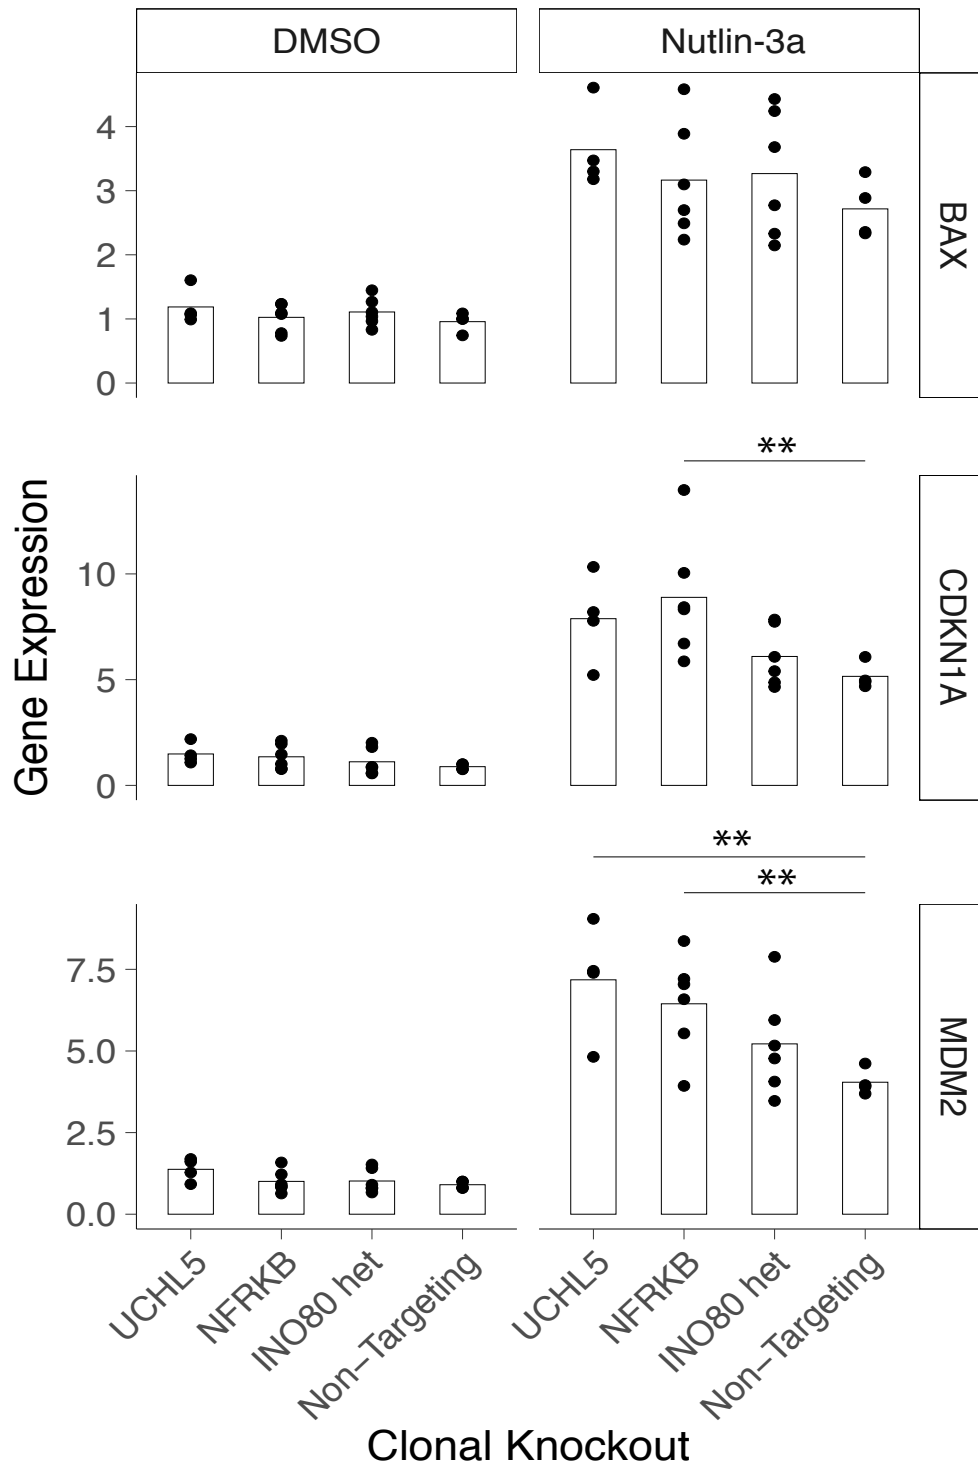 DMSO
Nutlin-3a
4
3
2
1
0
BAX
**
Gene Expression
10
5
0
CDKN1A
**
**
7.5
5.0
2.5
0.0
MDM2
UCHL5
NFRKB
INO80 het
Non−Targeting
UCHL5
NFRKB
INO80 het
Non−Targeting
Clonal Knockout